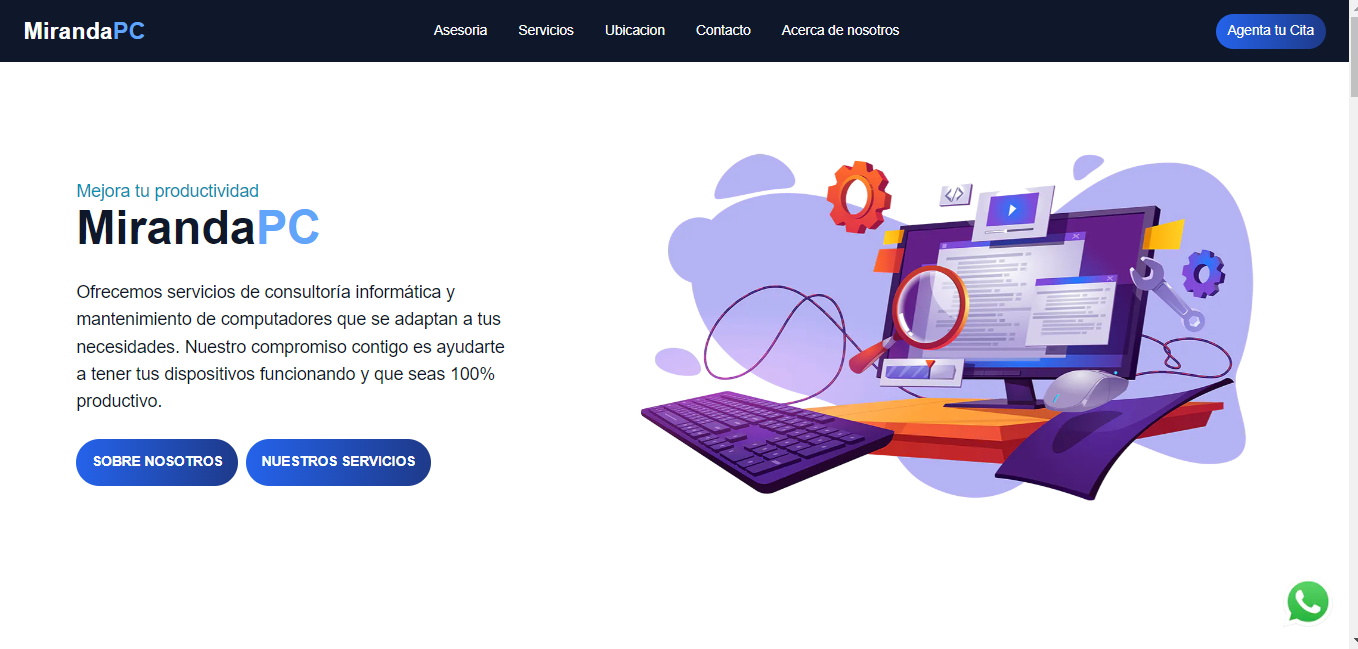 MirandaPC
Asesoria
Servicios
Ubicacion
Contacto
Acerca de nosotros
Agenta tu Cita
Mejora tu productividad
MirandaPC
Ofrecemos servicios de consultoría informática y
mantenimiento de computadores que se adaptan a tus
necesidades. Nuestro compromiso contigo es ayudarte
a tener tus dispositivos funcionando y que seas 100%
productivo.
SOBRE NOSOTROS
NUESTROS SERVICIOS